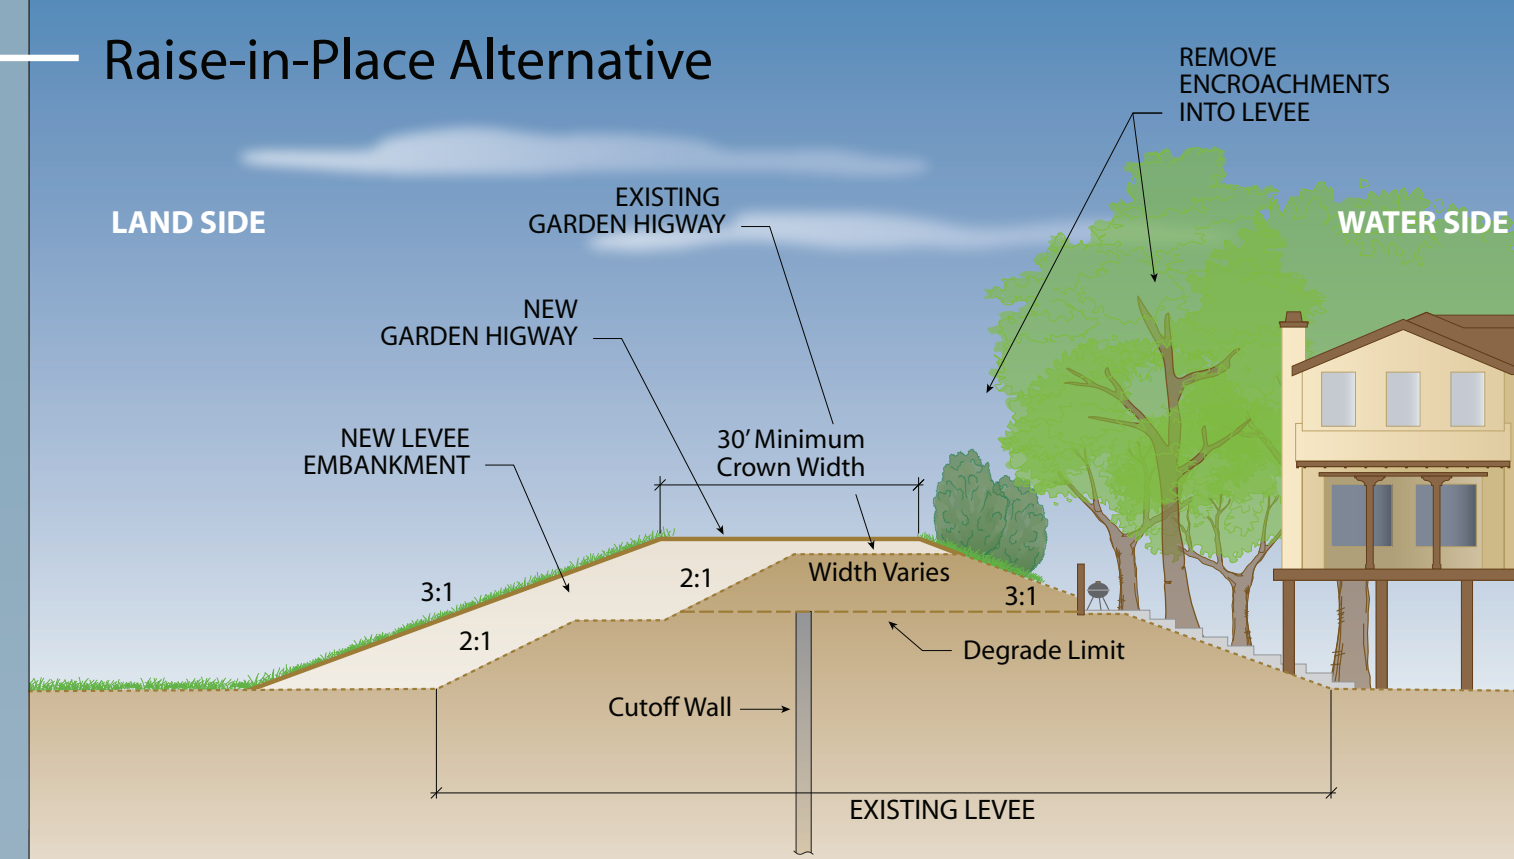 Raise-in-Place Alternative
REMOVE
ENCROACHMENTS
INTO LEVEE
LAND SIDE
EXISTING
GARDEN HIGWAY
WATER SIDE
NEW
GARDEN HIGWAY
NEW LEVEE
EMBANKMENT
30’ Minimum
Crown Width
3:1
2:1
Width Varies
3:1
2:1
Degrade Limit
Cutoff Wall
EXISTING LEVEE